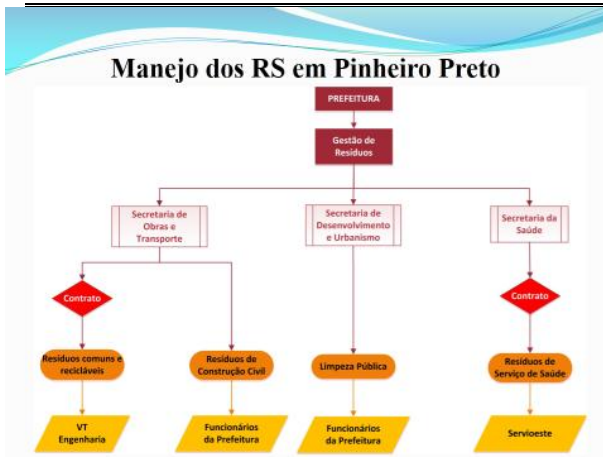 Manejo dos RS em Pinheiro Preto
PREFEITURA
Gestão de
Resíduos
Secretaria de
Obras e
Transporte
Secretaria de
Desenvolvimento
e Urbanismo
Secretaria da
Saúde
Contrato
Contrato
Resíduos comuns e
recicláveis
Resíduos de
Construção Civil
Limpeza Pública
Resíduos de
Serviço de Saúde
VT
Engenharia
Funcionários
da Prefeitura
Funcionários
da Prefeitura
Servioeste